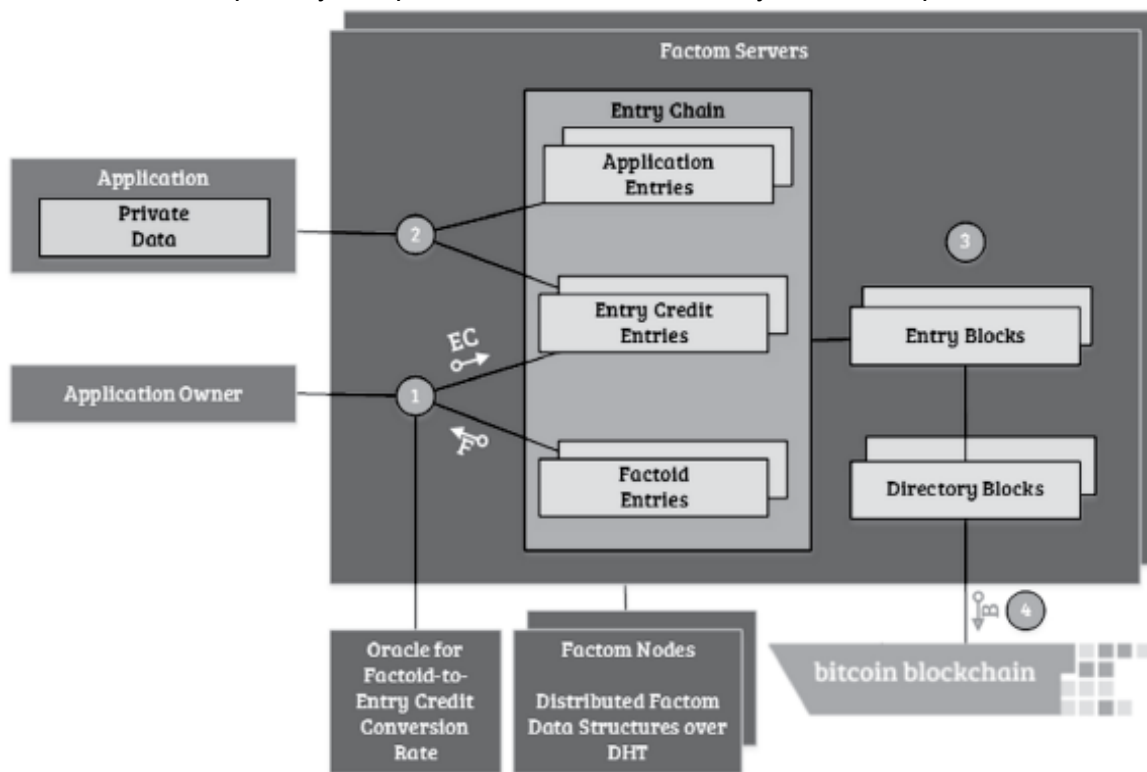 Factom Servers
Entry Chain
Application
Entries
Application
Private
Data
2
3
Entry Credit
Entries
Entry Blocks
EC
Application Owner
1
F
Factoid
Entries
Directory Blocks
B
4
Oracle for
Factoid-to-
Entry Credit
Conversion
Rate
Factom Nodes
Distributed Factom
Data Structures over
DHT
bitcoin blockchain